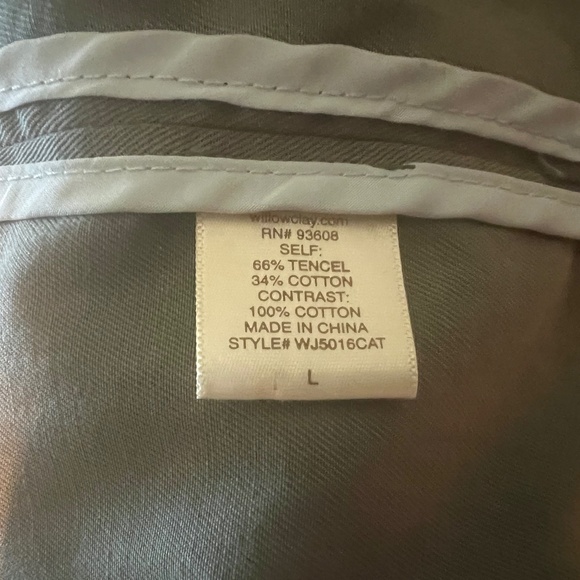 willowclay.com
RN# 93608
SELF:
66% TENCEL
34% COTTON
CONTRAST:
100% COTTON
MADE IN CHINA
STYLE# WJ5016CAT
L